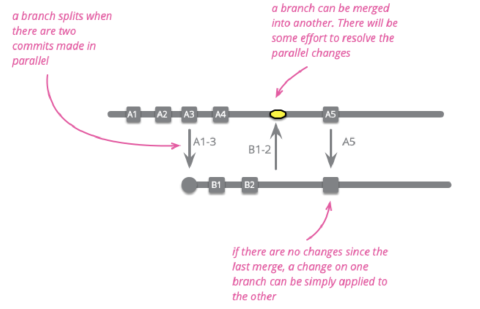 a branch splits when
there are two
commits made in
parallel
a branch can be merged
into another. There will be
some effort to resolve the
parallel changes
A1 A2 A3 A4 A5
A1-3 B1-2 A5
B1 B2
if there are no changes since the
last merge, a change on one
branch can be simply applied to
the other